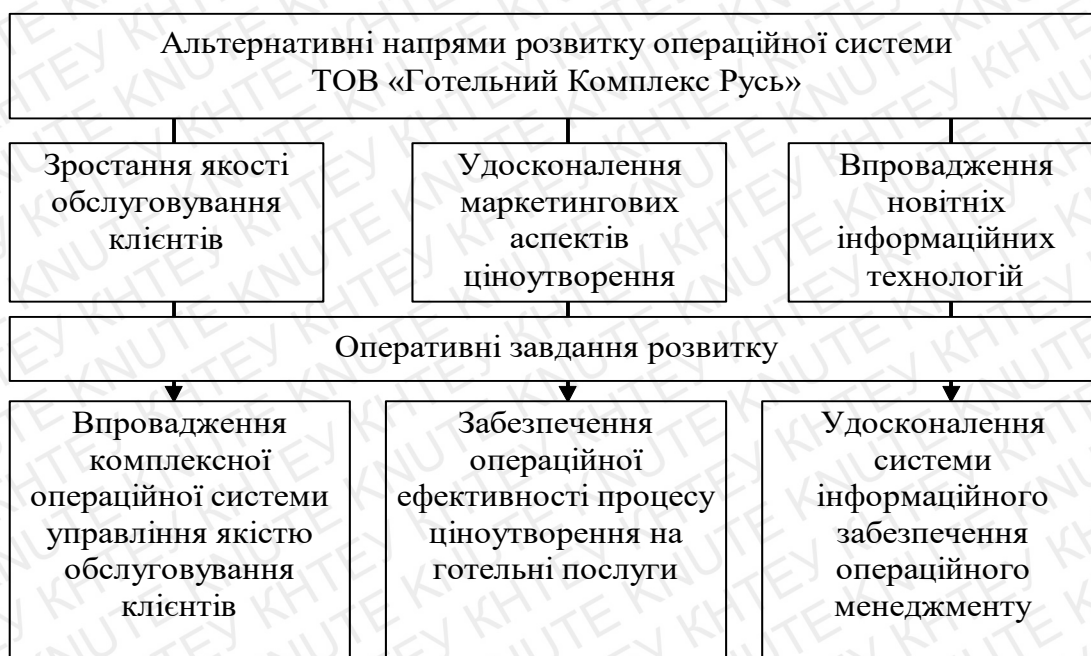 Альтернативні напрями розвитку операційної системи
ТОВ «Готельний Комплекс Русь»
Зростання якості
обслуговування
клієнтів
Удосконалення
маркетингових
аспектів
ціноутворення
Впровадження
новітніх
інформаційних
технологій
Оперативні завдання розвитку
Впровадження
комплексної
операційної системи
управління якістю
обслуговування
клієнтів
Забезпечення
операційної
ефективності процесу
ціноутворення на
готельні послуги
Удосконалення
системи
інформаційного
забезпечення
операційного
менеджменту